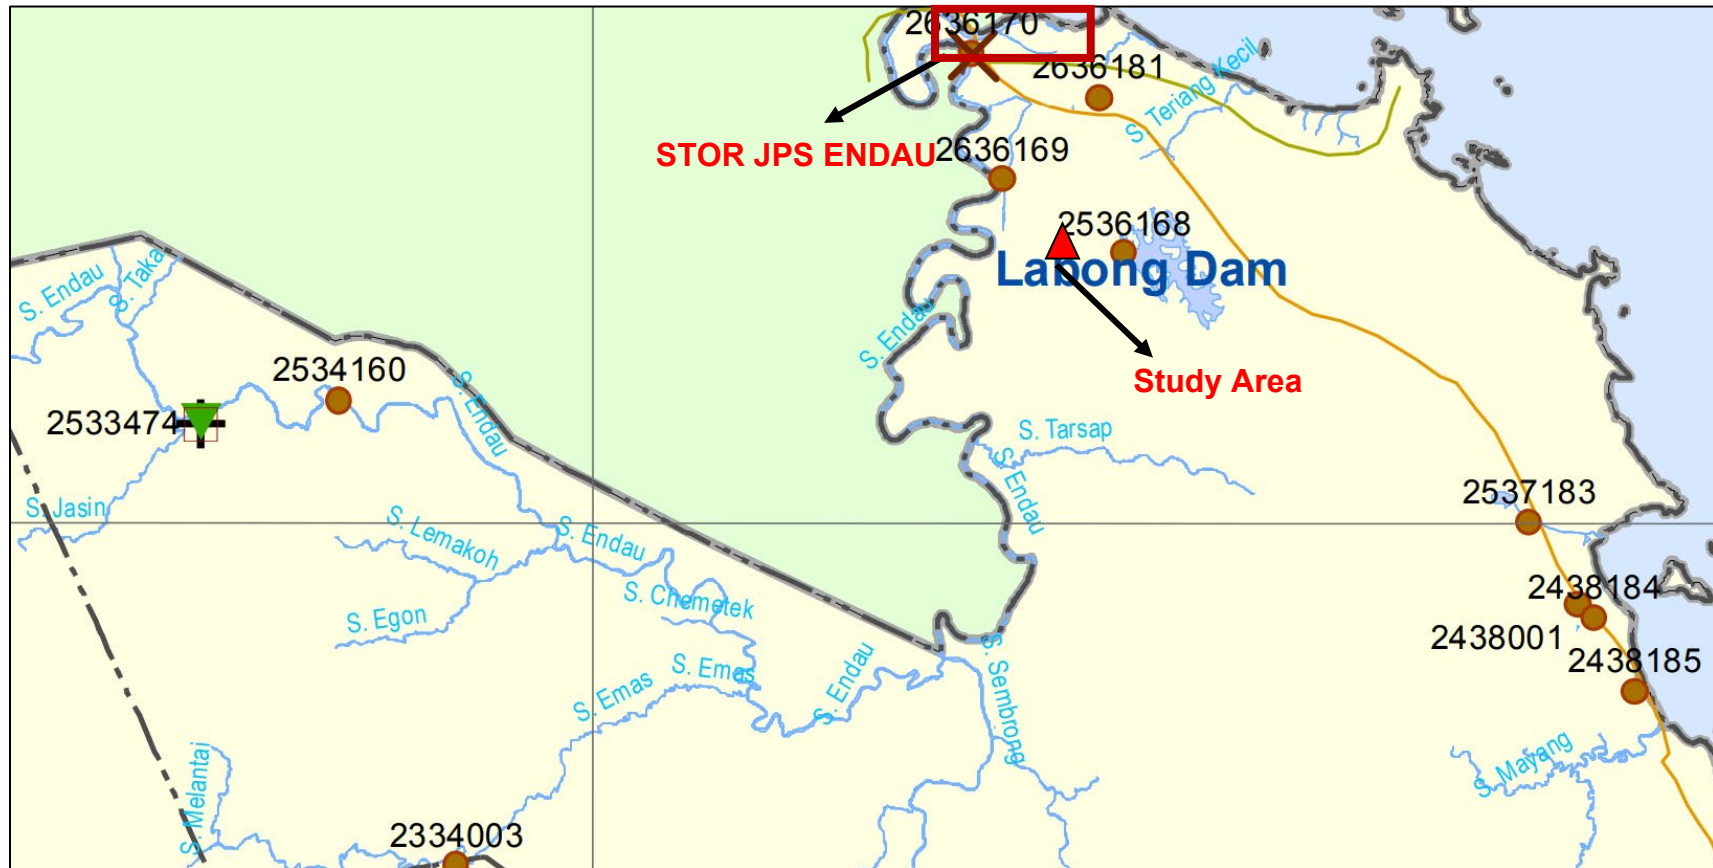 2636170
2636181
S. Teriang Kecil
STOR JPS ENDAU
2636169
2536168
Labong Dam
S. Endau
S. Taka
S. Endau
Study Area
2534160
S. Endau
2533474
S. Tarsap
S. Endau
2537183
S. Jasin
S. Lemakoh
S. Endau
S. Chemetek
S. Egon
2438184
2438001
2438185
S. Emas
S. Emas
S. Endau
S. Sembrong
S. Mayang
S. Melantai
2334003